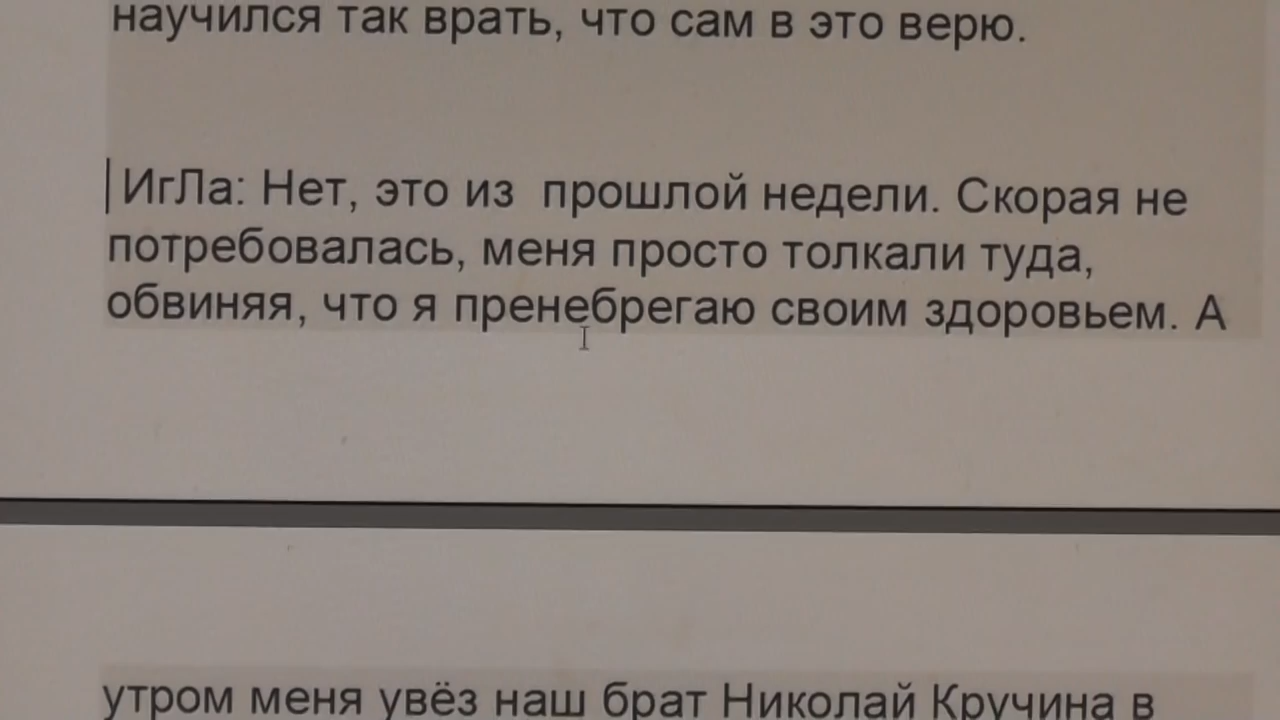 научился так врать, что сам в это верю.
ИгЛа: Нет, это из  прошлой недели. Скорая не
потребовалась, меня просто толкали туда,
обвиняя, что я пренебрегаю своим здоровьем. А
утром меня увёз наш брат Николай Кручина в